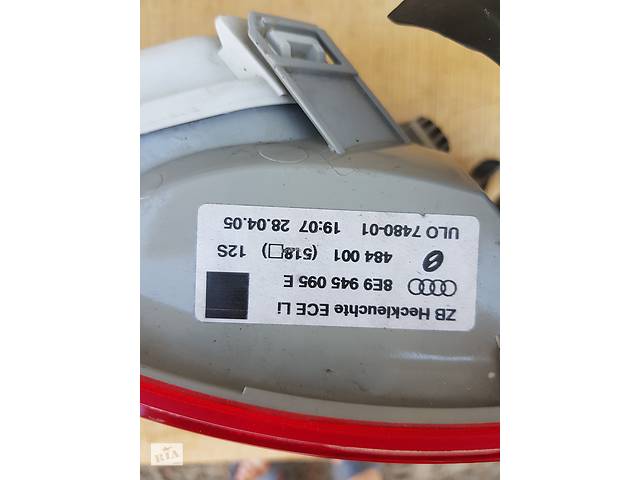 ZB Heckleuchte ECE Li
8E9 945 095 E
484 001 (518) 12S
ULO 7480-01 19:07 28.04.05
RIA